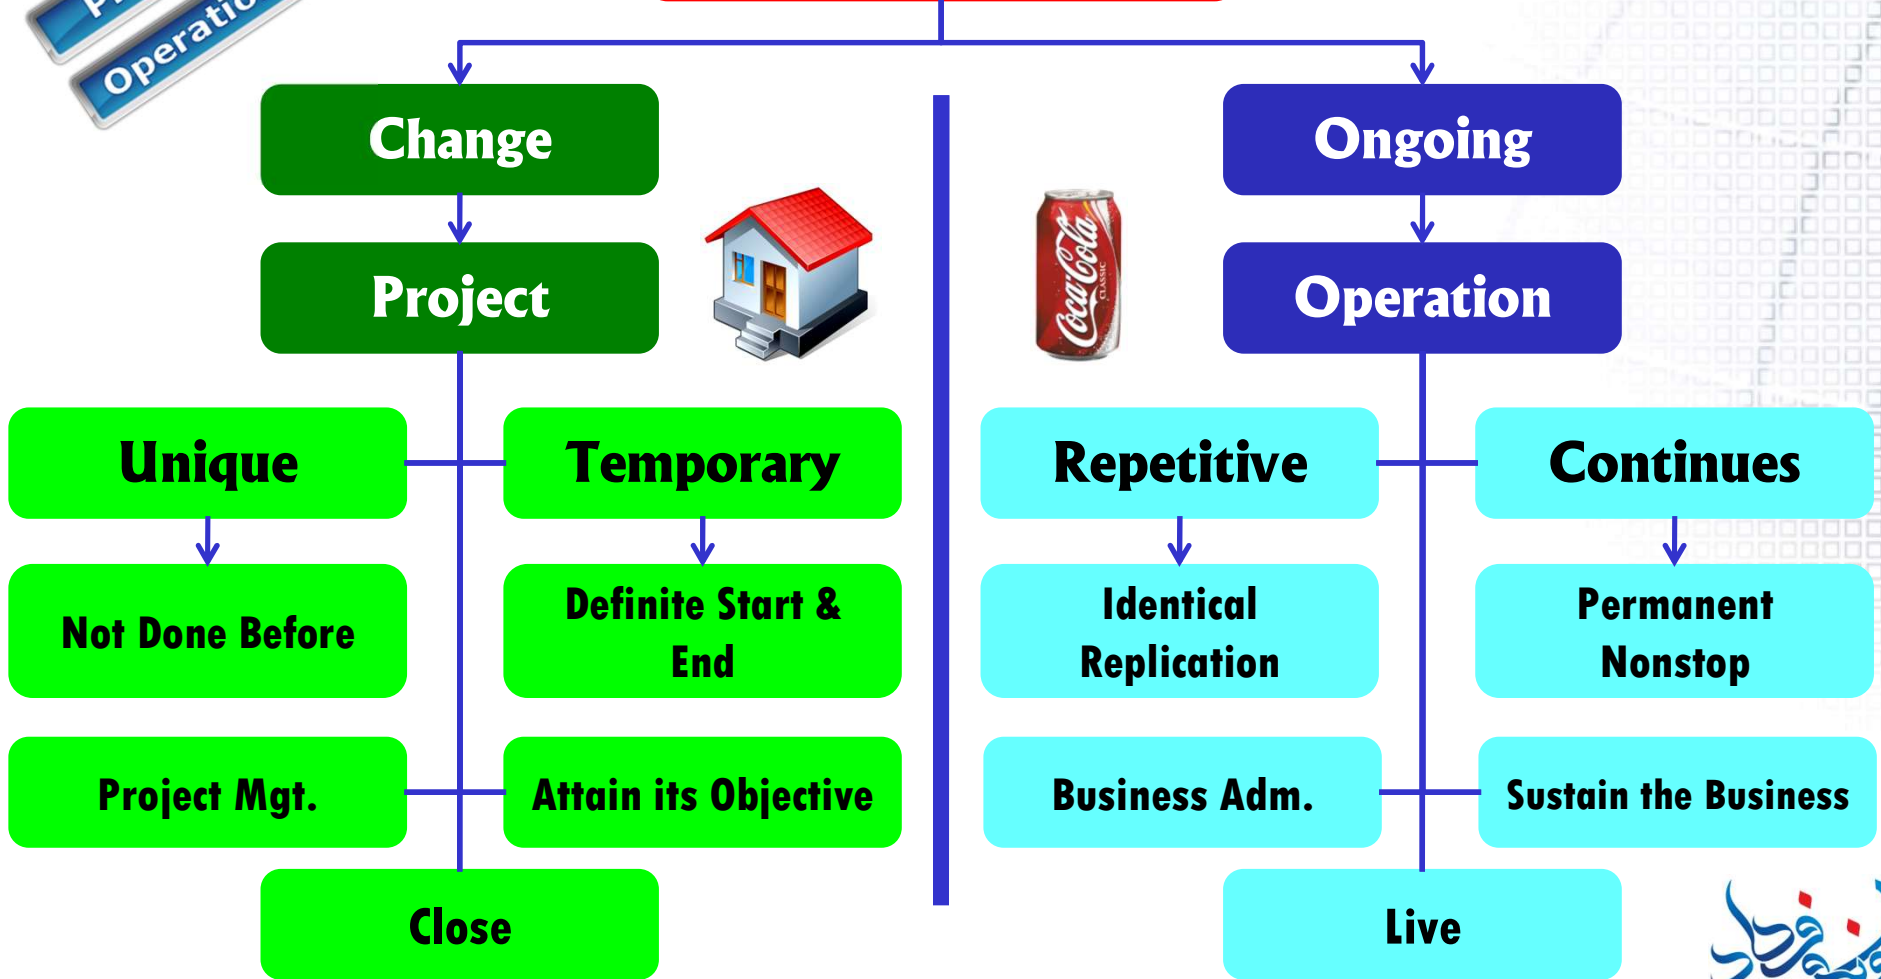 Operatio
Change
Ongoing
Coca-Cola
CLASSIC
Project
Operation
Unique
Temporary
Repetitive
Continues
Not Done Before
Definite Start &
End
Identical
Replication
Permanent
Nonstop
Project Mgt.
Attain its Objective
Business Adm.
Sustain the Business
Close
Live